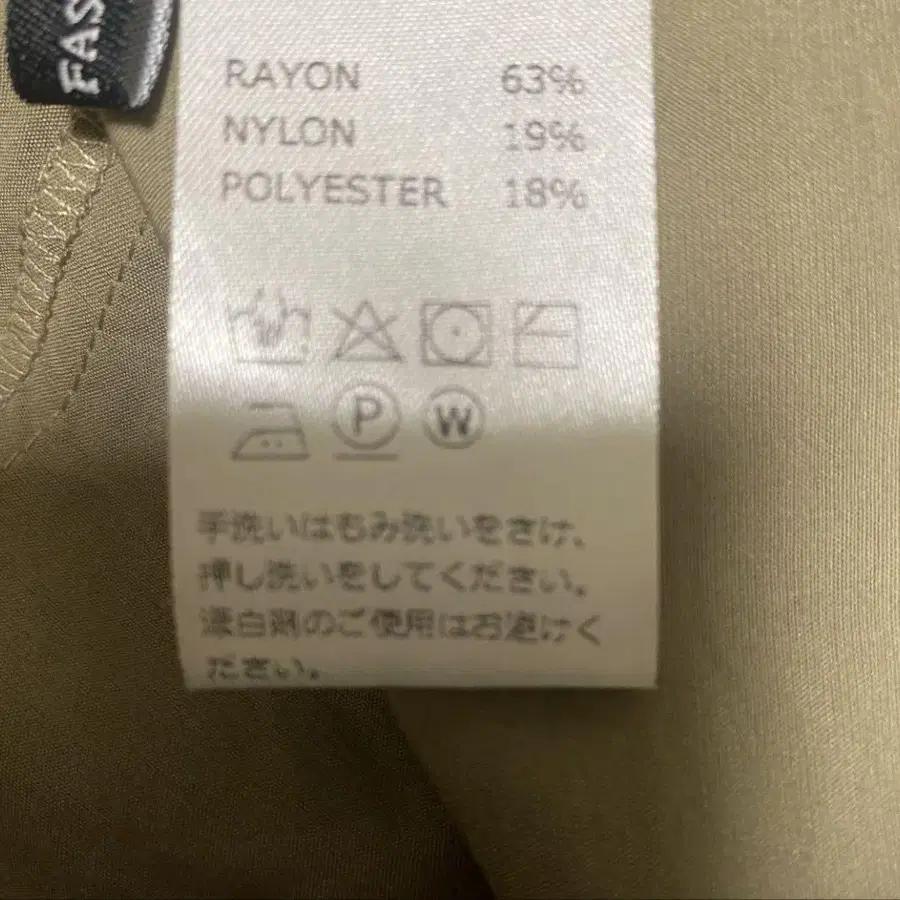 FAS
RAYON 63%
NYLON 19%
POLYESTER 18%
P W
手洗いはもみ洗いをさけ、
押し洗いをしてください。
漂白剤のご使用はお避けく
ださい。